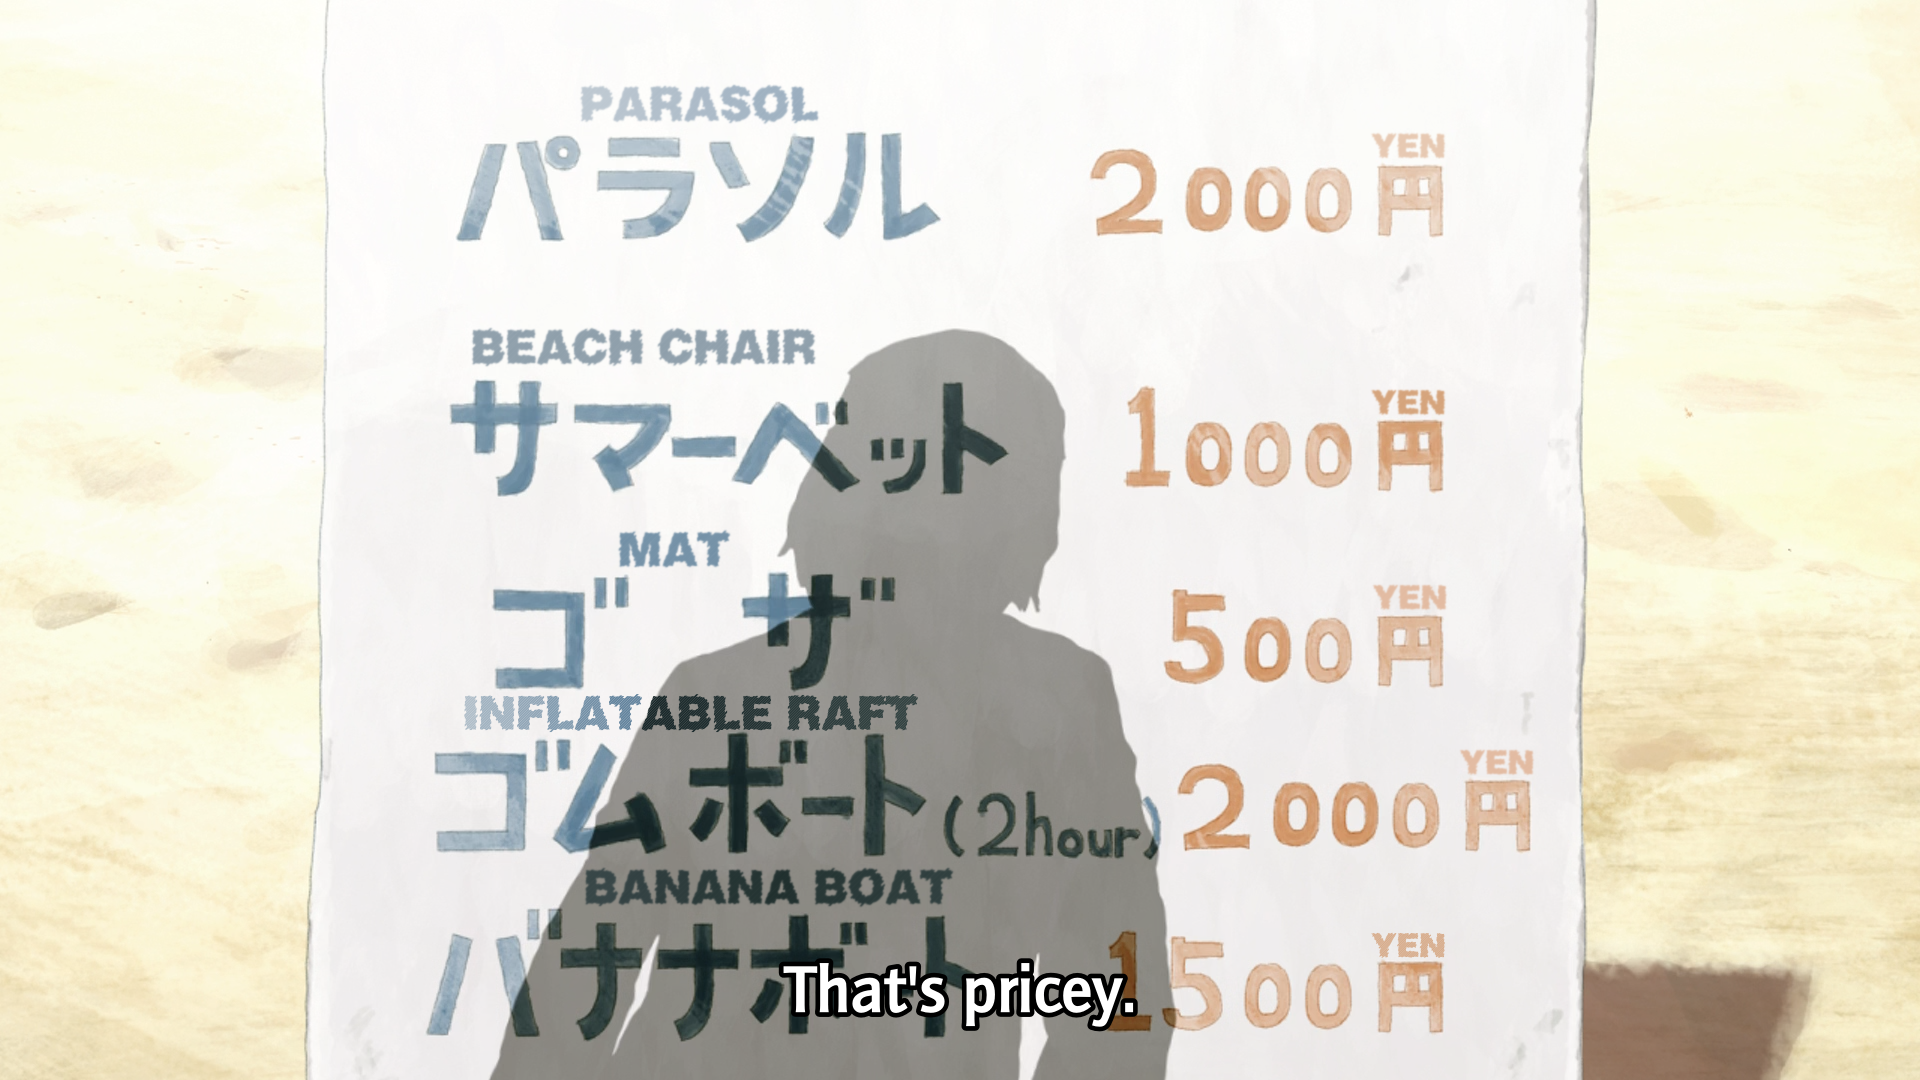 PARASOL
パラソル 2000円 YEN
BEACH CHAIR
サマーベット 1000円 YEN
MAT
ゴザ 500円 YEN
INFLATABLE RAFT
ゴムボート(2hour) 2000円 YEN
BANANA BOAT
バナナボート 1500円 YEN
That's pricey.